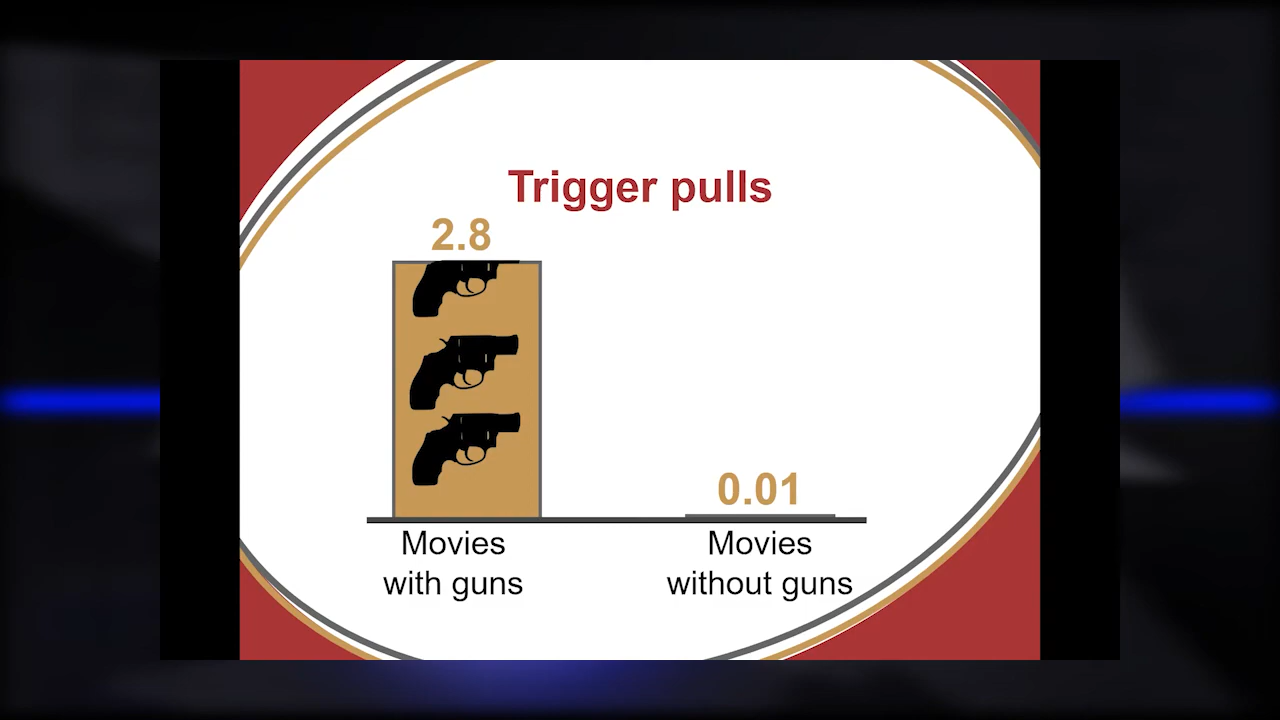 Trigger pulls
2.8
0.01
Movies
with guns
Movies
without guns